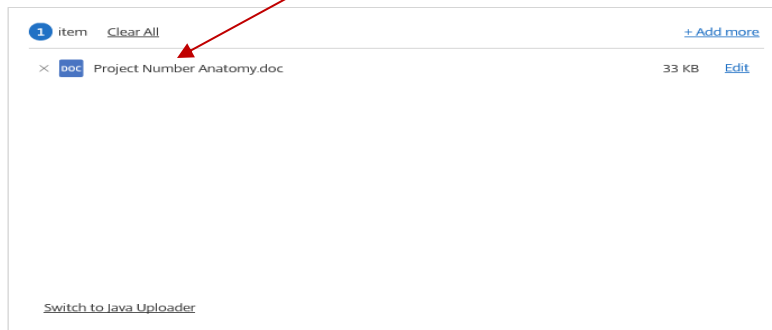 1 item Clear All + Add more
DOC Project Number Anatomy.doc 33 KB Edit
Switch to Java Uploader